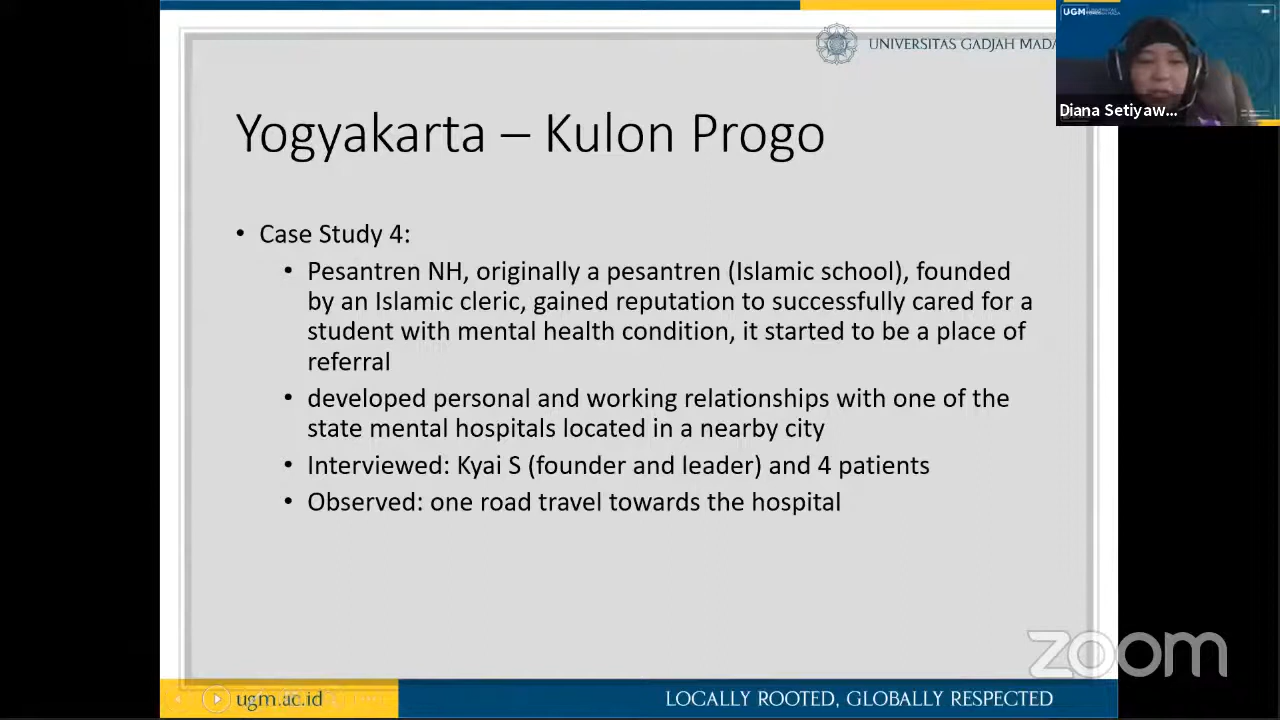 UNIVERSITAS GADJAH MADA
UGM
Diana Setiyaw...
Yogyakarta – Kulon Progo
• Case Study 4:
• Pesantren NH, originally a pesantren (Islamic school), founded
by an Islamic cleric, gained reputation to successfully cared for a
student with mental health condition, it started to be a place of
referral
• developed personal and working relationships with one of the
state mental hospitals located in a nearby city
• Interviewed: Kyai S (founder and leader) and 4 patients
• Observed: one road travel towards the hospital
zoom
ugm.ac.id
LOCALLY ROOTED, GLOBALLY RESPECTED